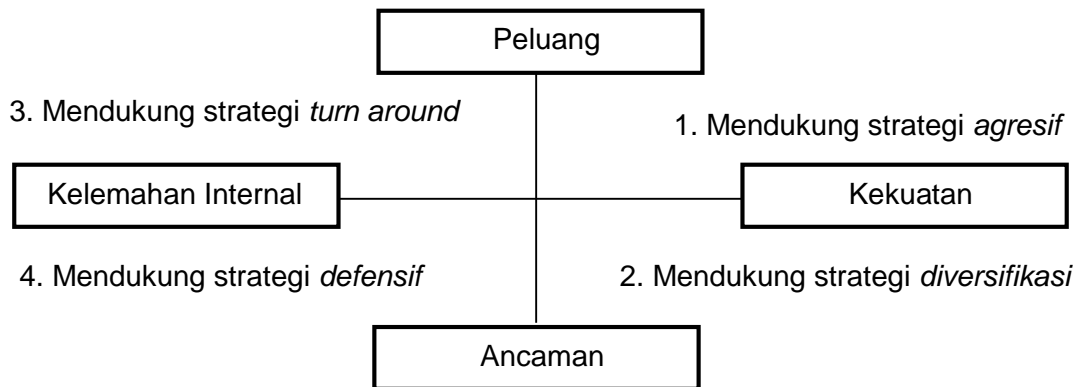 Peluang
3. Mendukung strategi turn around
1. Mendukung strategi agresif
Kelemahan Internal
Kekuatan
4. Mendukung strategi defensif
2. Mendukung strategi diversifikasi
Ancaman